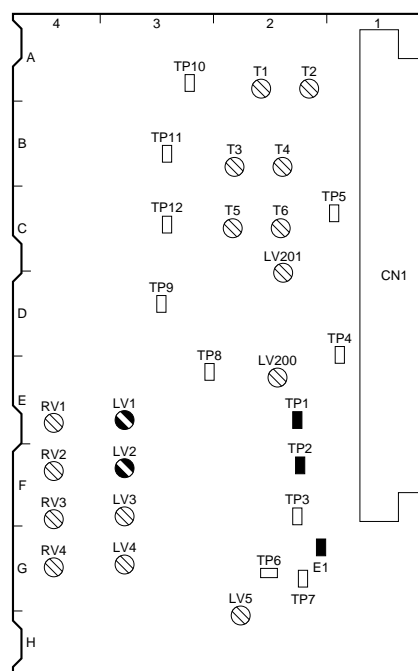 4 3 2 1
A
TP10 T1 T2
B
TP11 T3 T4
TP12 T5 T6 TP5
C
LV201
CN1
TP9
D
TP4
TP8 LV200
E
RV1 LV1 TP1
RV2 LV2 TP2
F
RV3 LV3 TP3
RV4 LV4
G
TP6 E1
TP7
LV5
H